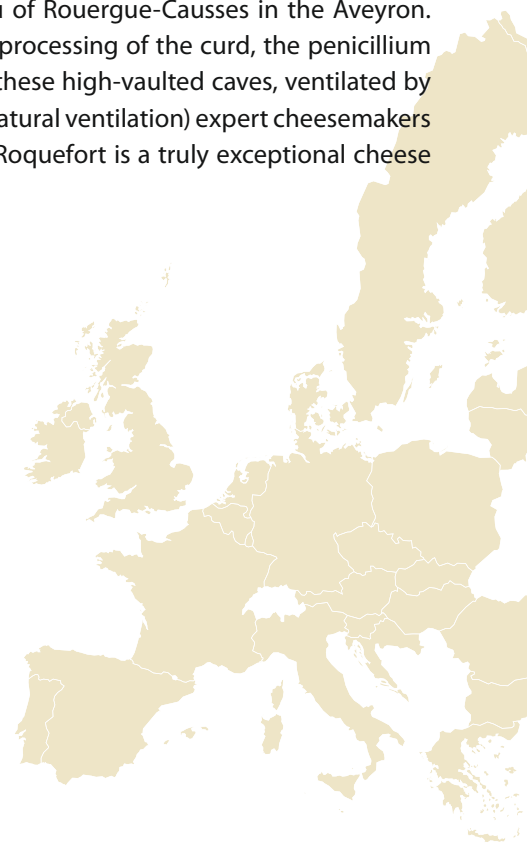 of Rouergue-Causses in the Aveyron.
processing of the curd, the penicillium
these high-vaulted caves, ventilated by
atural ventilation) expert cheesemakers
Roquefort is a truly exceptional cheese